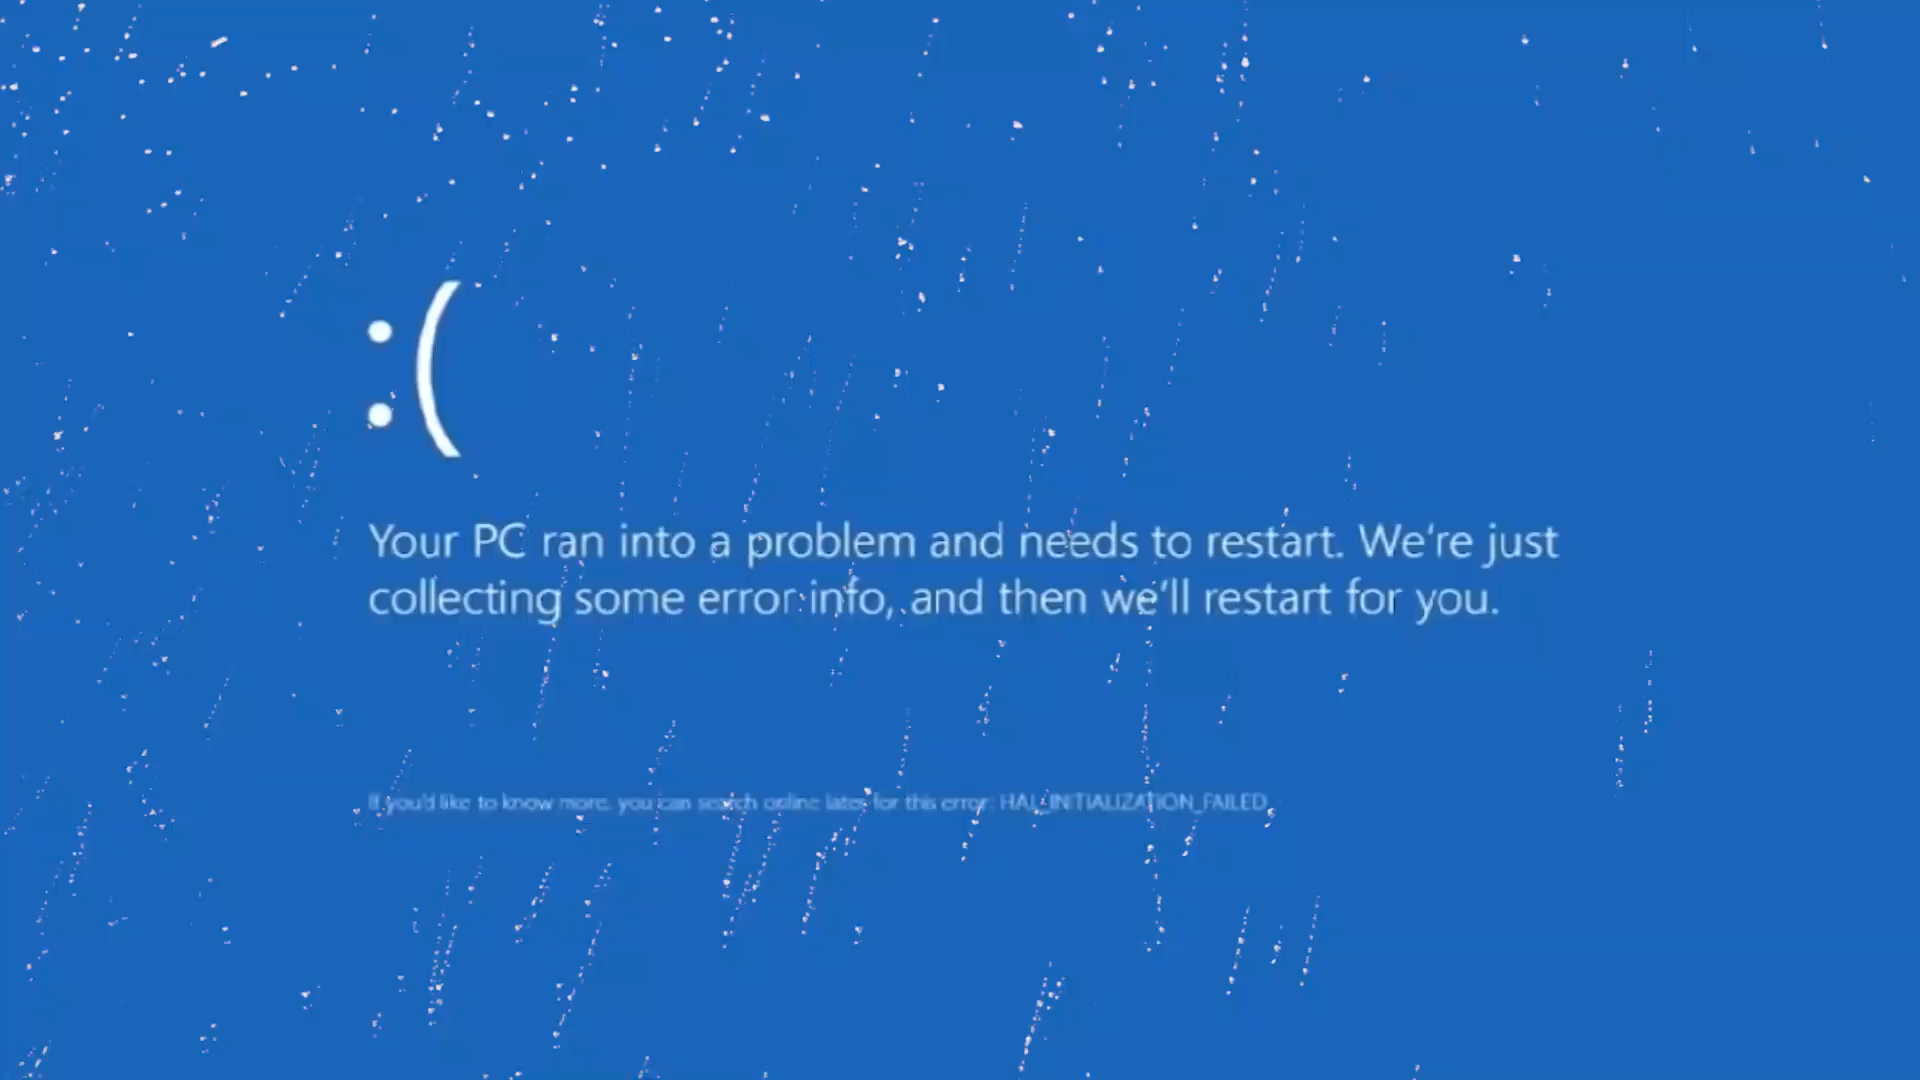 :(
Your PC ran into a problem and needs to restart. We're just
collecting some error info, and then we'll restart for you.
If you'd like to know more, you can search online later for this error: HAL_INITIALIZATION_FAILED